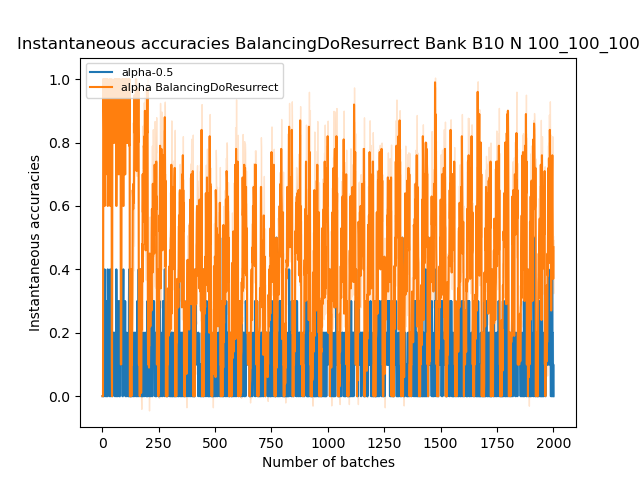 Instantaneous accuracies BalancingDoResurrect Bank B10 N 100_100_100
alpha-0.5
alpha BalancingDoResurrect
1.0
0.8
0.6
0.4
0.2
0.0
Instantaneous accuracies
0 250 500 750 1000 1250 1500 1750 2000
Number of batches